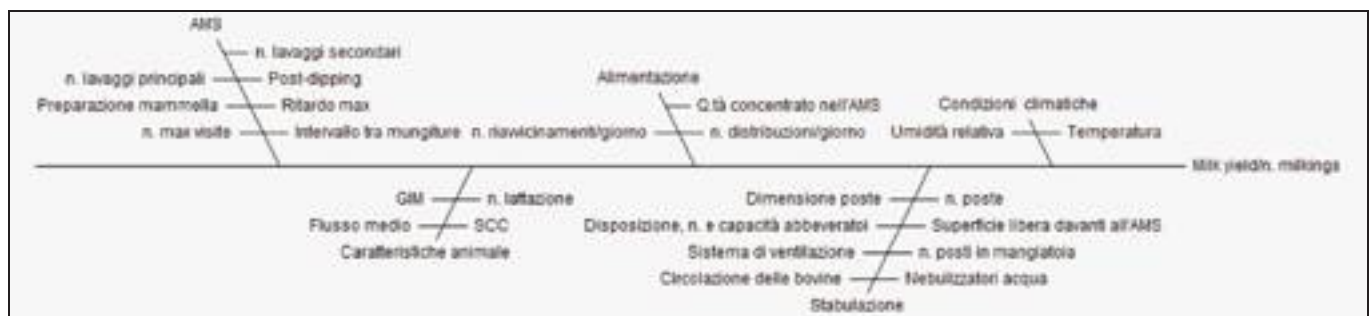 AMS
n. lavaggi secondari
n. lavaggi principali
Post-dipping
Preparazione mammella
Ritardo max
n. max visite
Intervallo tra mungiture
Alimentazione
Q.tà concentrato nell'AMS
n. riavvicinamenti/giorno
n. distribuzioni/giorno
Condizioni climatiche
Umidità relativa
Temperatura
Milk yield/n. milkings
GIM
n. lattazione
Flusso medio
SCC
Caratteristiche animale
Dimensione poste
n. poste
Disposizione, n. e capacità abbeveratoi
Superficie libera davanti all'AMS
Sistema di ventilazione
n. posti in mangiatoia
Circolazione delle bovine
Nebulizzatori acqua
Stabulazione